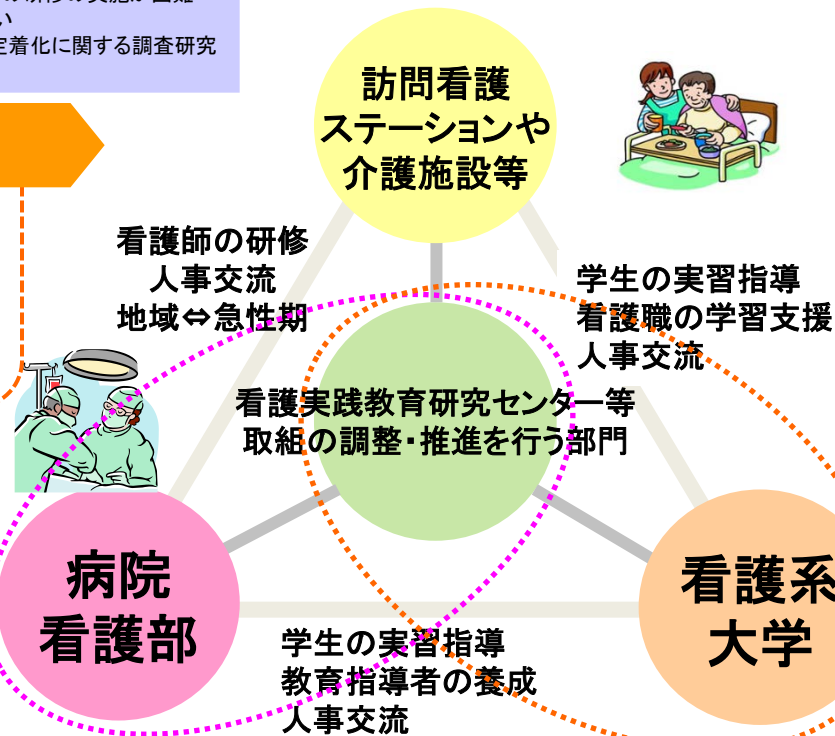 い
定着化に関する調査研究
訪問看護
ステーションや
介護施設等
看護師の研修
人事交流
地域⇔急性期
学生の実習指導
看護職の学習支援
人事交流
看護実践教育研究センター等
取組の調整・推進を行う部門
病院
看護部
看護系
大学
学生の実習指導
教育指導者の養成
人事交流